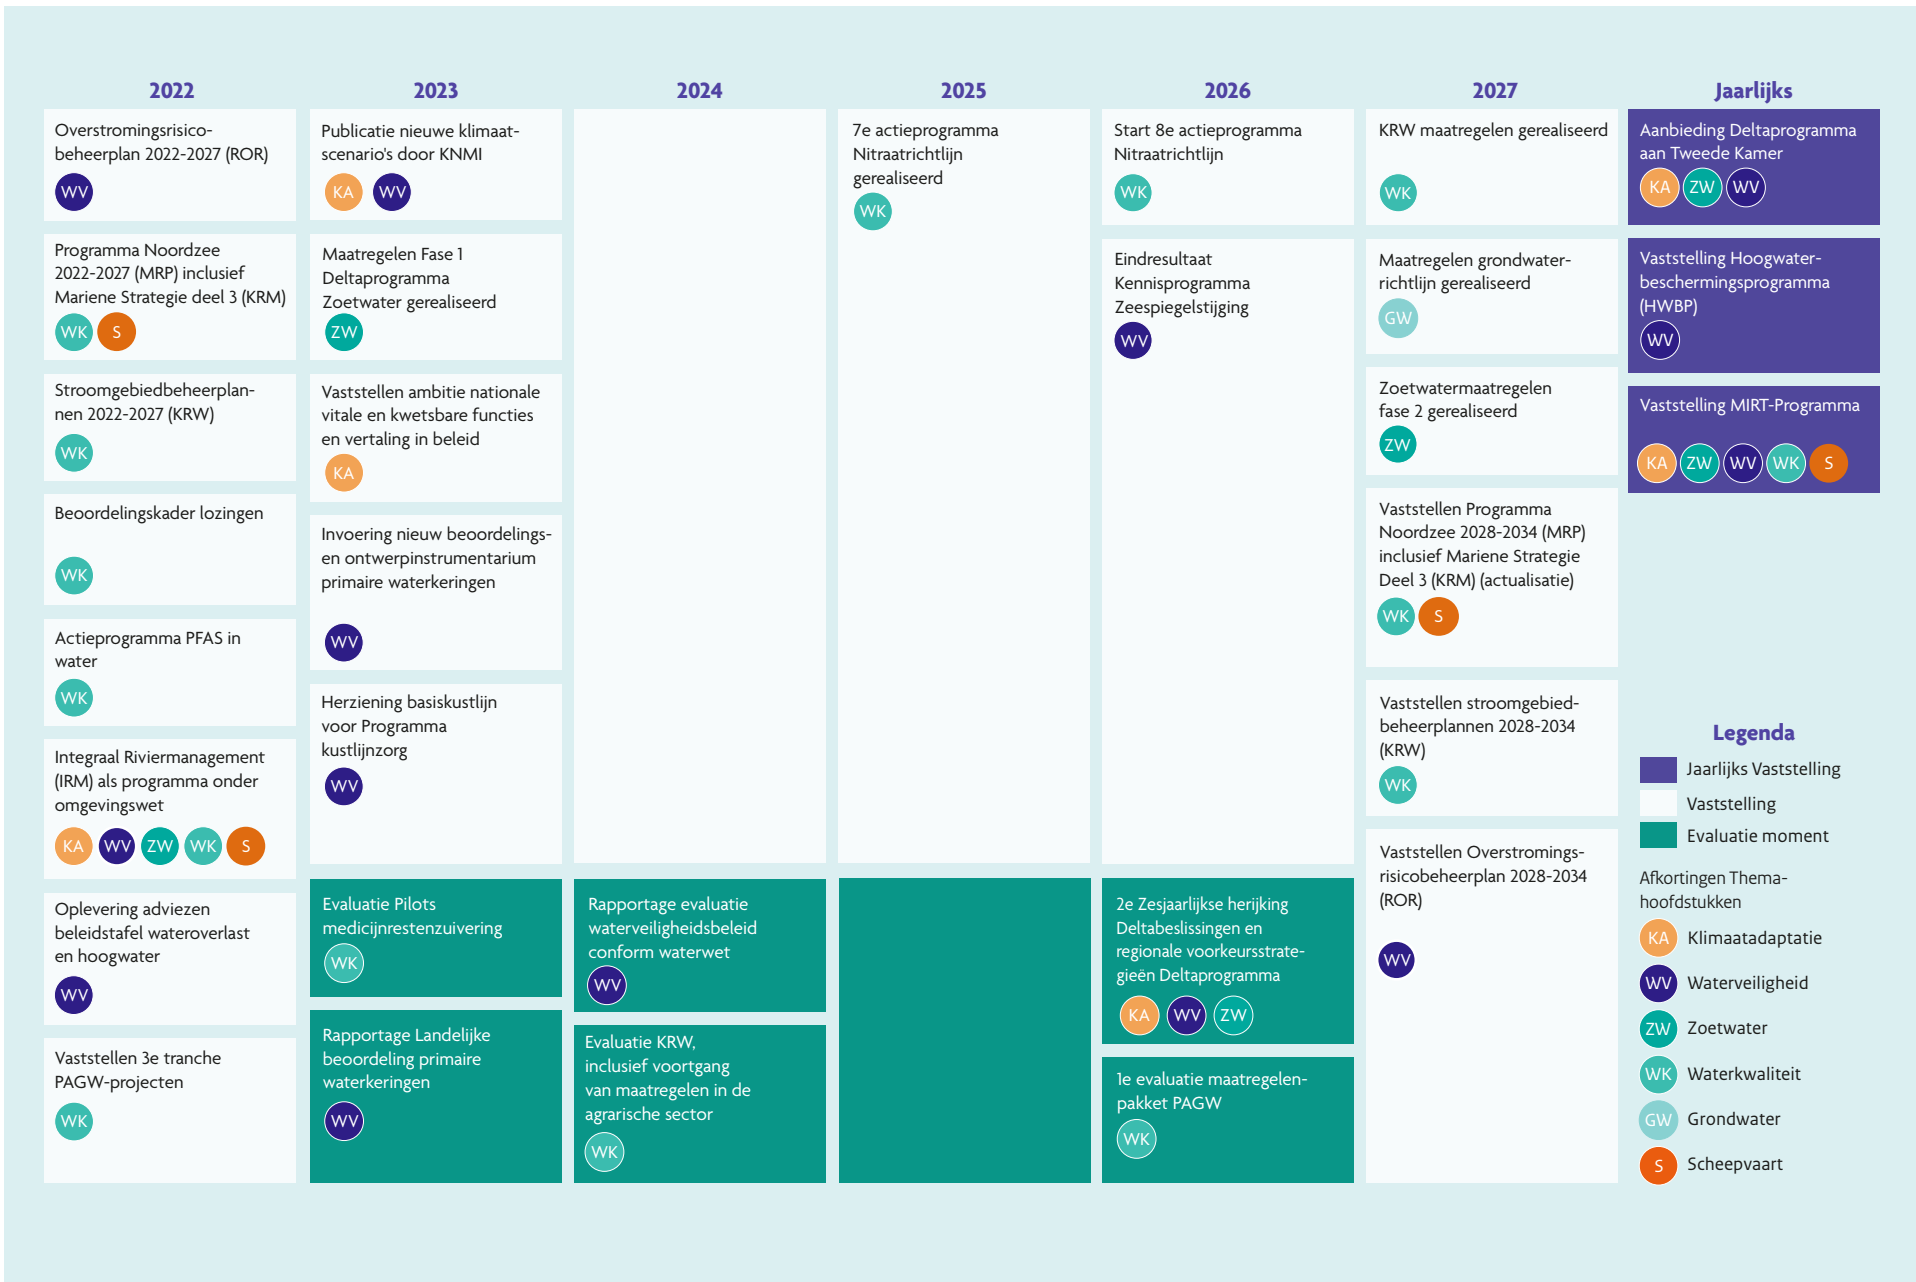 2022
Overstromingsrisico-
beheerplan 2022-2027 (ROR)
WV
Programma Noordzee
2022-2027 (MRP) inclusief
Mariene Strategie deel 3 (KRM)
WK S
Stroomgebiedbeheerplan-
nen 2022-2027 (KRW)
WK
Beoordelingskader lozingen
WK
Actieprogramma PFAS in
water
WK
Integraal Riviermanagement
(IRM) als programma onder
omgevingswet
KA WV ZW WK S
Oplevering adviezen
beleidstafel wateroverlast
en hoogwater
WV
Vaststellen 3e tranche
PAGW-projecten
WK
2023
Publicatie nieuwe klimaat-
scenario's door KNMI
KA WV
Maatregelen Fase 1
Deltaprogramma
Zoetwater gerealiseerd
ZW
Vaststellen ambitie nationale
vitale en kwetsbare functies
en vertaling in beleid
KA
Invoering nieuw beoordelings-
en ontwerpinstrumentarium
primaire waterkeringen
WV
Herziening basiskustlijn
voor Programma
kustlijnzorg
WV
Evaluatie Pilots
medicijnrestenzuivering
WK
Rapportage Landelijke
beoordeling primaire
waterkeringen
WV
2024
Rapportage evaluatie
waterveiligheidsbeleid
conform waterwet
WV
Evaluatie KRW,
inclusief voortgang
van maatregelen in de
agrarische sector
WK
2025
7e actieprogramma
Nitraatrichtlijn
gerealiseerd
WK
2026
Start 8e actieprogramma
Nitraatrichtlijn
WK
Eindresultaat
Kennisprogramma
Zeespiegelstijging
WV
2e Zesjaarlijkse herijking
Deltabeslissingen en
regionale voorkeursstrate-
gieën Deltaprogramma
KA WV ZW
1e evaluatie maatregelen-
pakket PAGW
WK
2027
KRW maatregelen gerealiseerd
WK
Maatregelen grondwater-
richtlijn gerealiseerd
GW
Zoetwatermaatregelen
fase 2 gerealiseerd
ZW
Vaststellen Programma
Noordzee 2028-2034 (MRP)
inclusief Mariene Strategie
Deel 3 (KRM) (actualisatie)
WK S
Vaststellen stroomgebied-
beheerplannen 2028-2034
(KRW)
WK
Vaststellen Overstromings-
risicobeheerplan 2028-2034
(ROR)
WV
Jaarlijks
Aanbieding Deltaprogramma
aan Tweede Kamer
KA ZW WV
Vaststelling Hoogwater-
beschermingsprogramma
(HWBP)
WV
Vaststelling MIRT-Programma
KA ZW WV WK S
Legenda
Jaarlijks Vaststelling
Vaststelling
Evaluatie moment
Afkortingen Thema-
hoofdstukken
KA Klimaatadaptatie
WV Waterveiligheid
ZW Zoetwater
WK Waterkwaliteit
GW Grondwater
S Scheepvaart